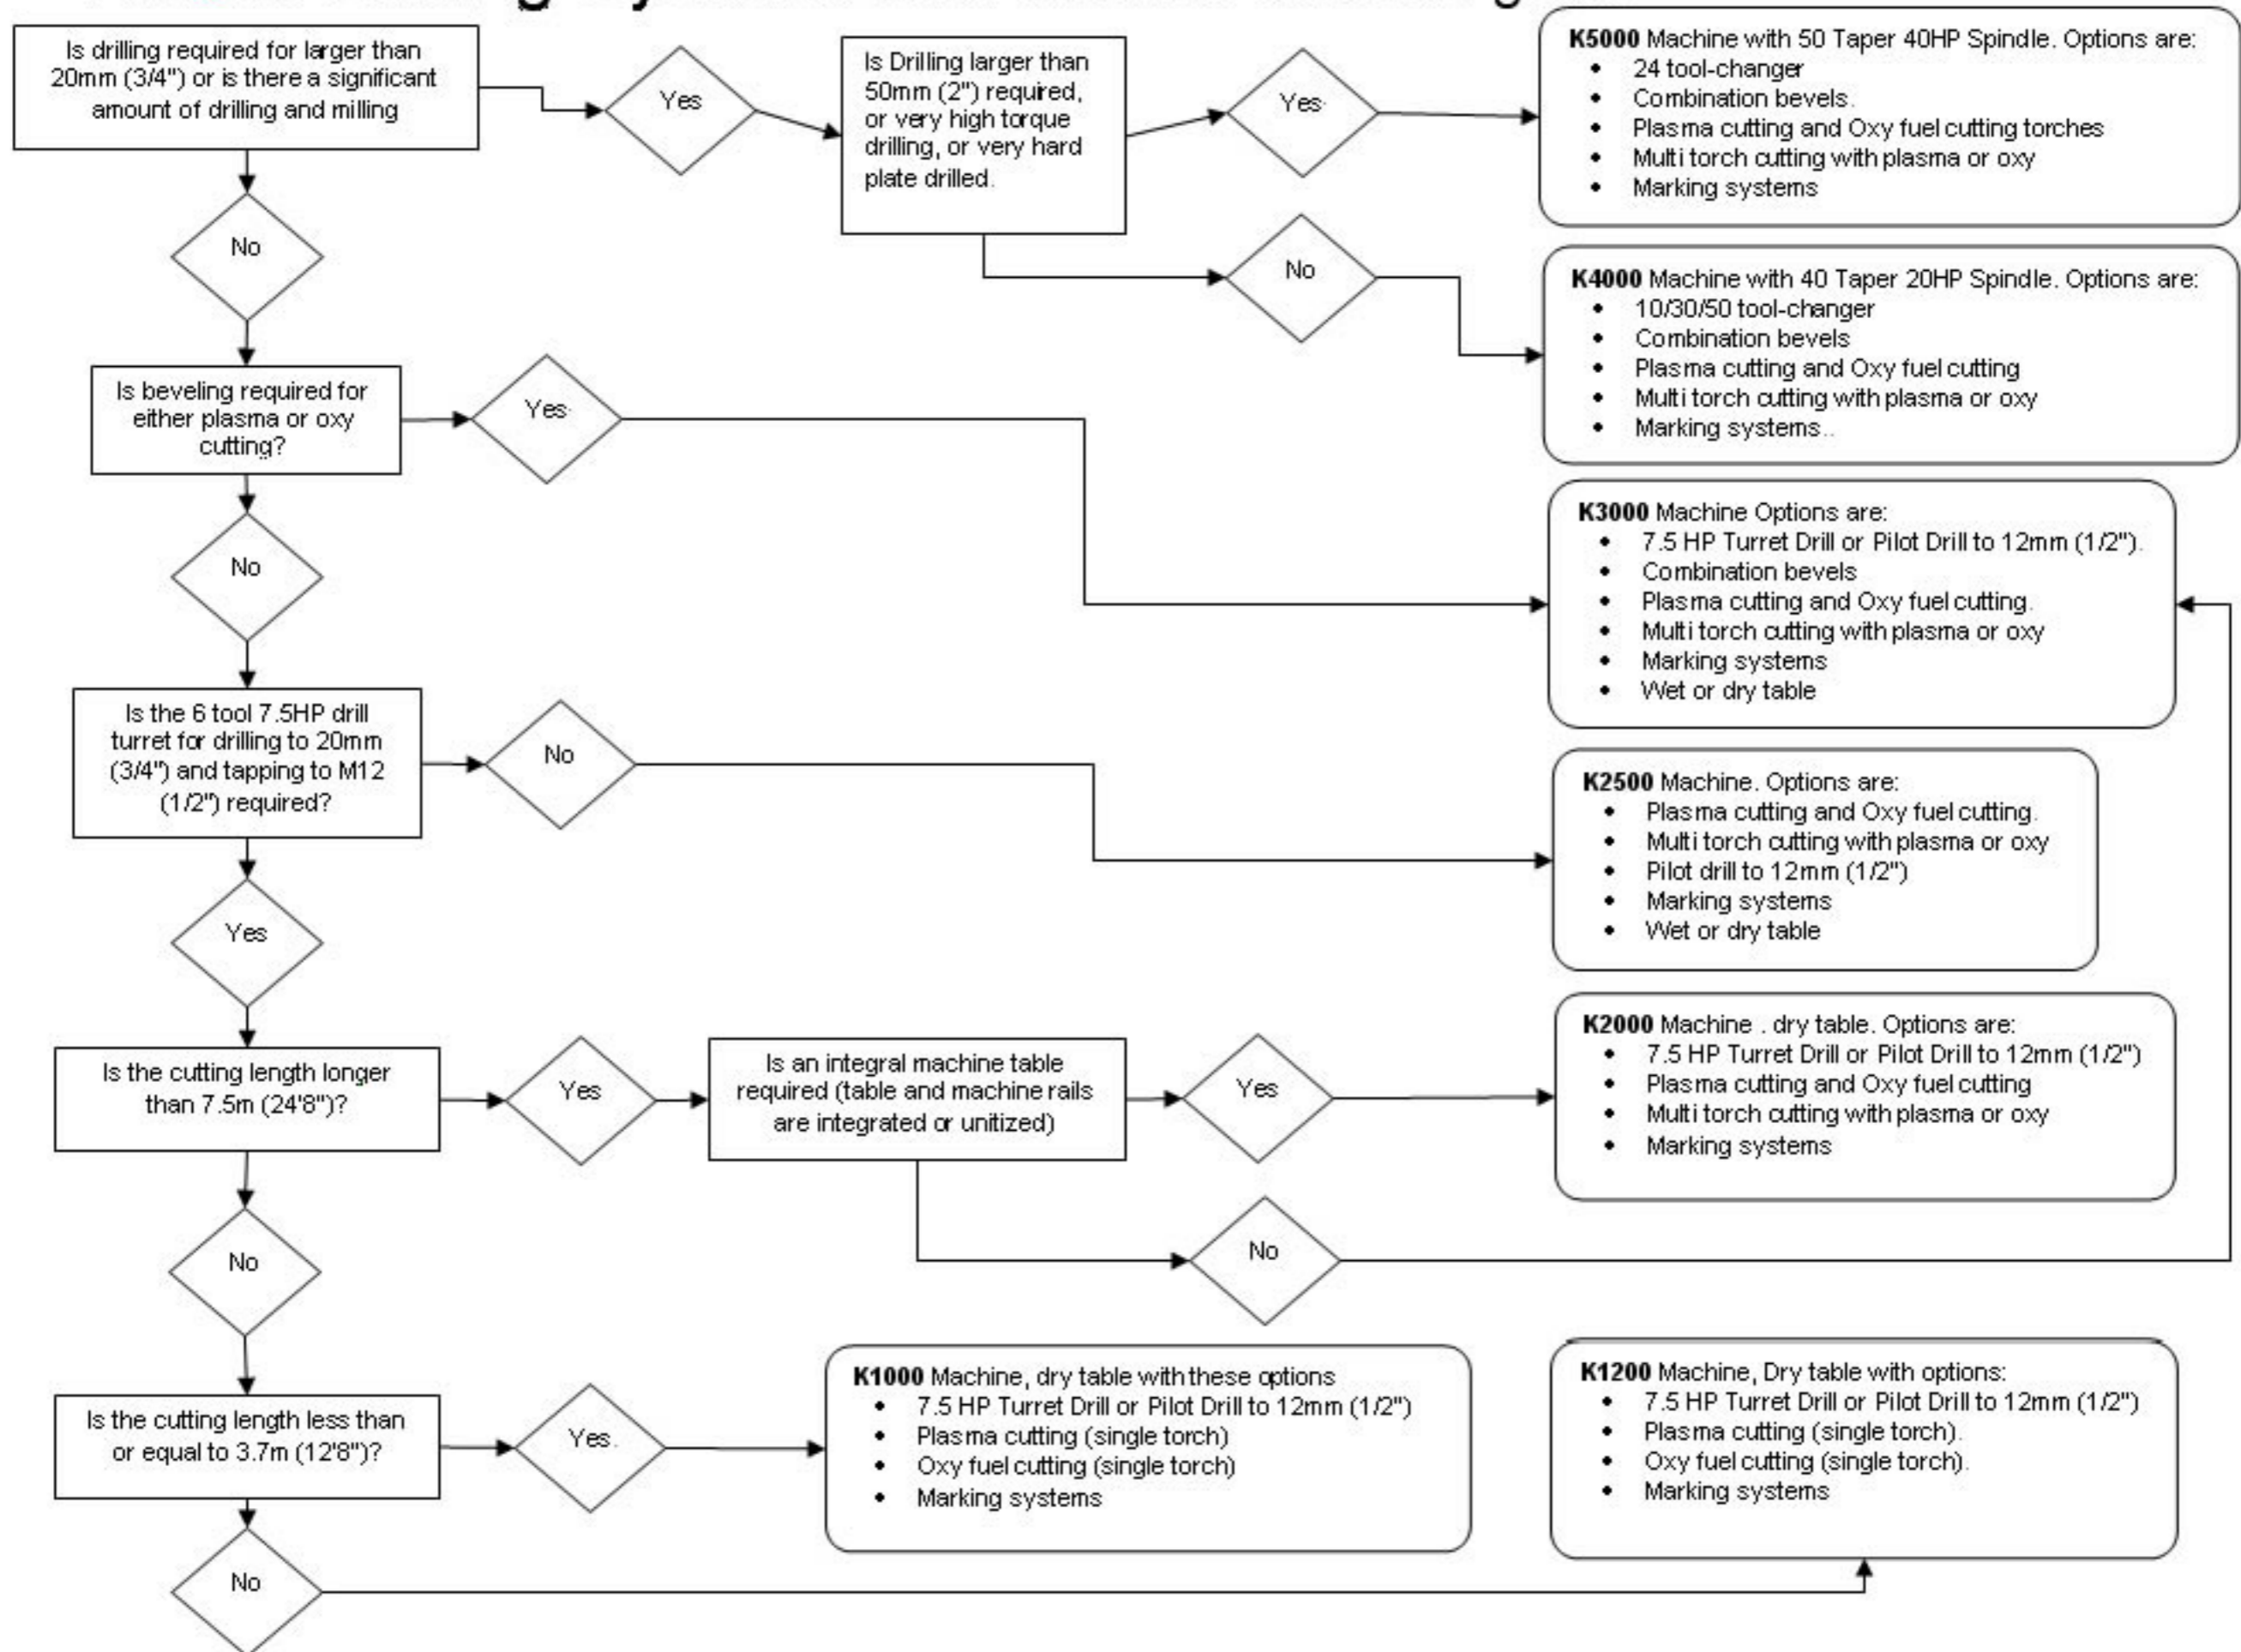 Is drilling required for larger than
20mm (3/4") or is there a significant
amount of drilling and milling
Yes
Is Drilling larger than
50mm (2") required,
or very high torque
drilling, or very hard
plate drilled.
Yes
K5000 Machine with 50 Taper 40HP Spindle. Options are:
• 24 tool-changer
• Combination bevels.
• Plasma cutting and Oxy fuel cutting torches
• Multi torch cutting with plasma or oxy
• Marking systems
No
No
K4000 Machine with 40 Taper 20HP Spindle. Options are:
• 10/30/50 tool-changer
• Combination bevels
• Plasma cutting and Oxy fuel cutting
• Multi torch cutting with plasma or oxy
• Marking systems..
Is beveling required for
either plasma or oxy
cutting?
Yes
K3000 Machine Options are:
• 7.5 HP Turret Drill or Pilot Drill to 12mm (1/2").
• Combination bevels
• Plasma cutting and Oxy fuel cutting.
• Multi torch cutting with plasma or oxy
• Marking systems
• Wet or dry table
No
Is the 6 tool 7.5HP drill
turret for drilling to 20mm
(3/4") and tapping to M12
(1/2") required?
No
K2500 Machine. Options are:
• Plasma cutting and Oxy fuel cutting.
• Multi torch cutting with plasma or oxy
• Pilot drill to 12mm (1/2")
• Marking systems
• Wet or dry table
Yes
Is the cutting length longer
than 7.5m (24'8")?
Yes
Is an integral machine table
required (table and machine rails
are integrated or unitized)
Yes
K2000 Machine . dry table. Options are:
• 7.5 HP Turret Drill or Pilot Drill to 12mm (1/2")
• Plasma cutting and Oxy fuel cutting
• Multi torch cutting with plasma or oxy
• Marking systems
No
No
Is the cutting length less than
or equal to 3.7m (12'8")?
Yes.
K1000 Machine, dry table with these options
• 7.5 HP Turret Drill or Pilot Drill to 12mm (1/2")
• Plasma cutting (single torch)
• Oxy fuel cutting (single torch)
• Marking systems
K1200 Machine, Dry table with options:
• 7.5 HP Turret Drill or Pilot Drill to 12mm (1/2")
• Plasma cutting (single torch).
• Oxy fuel cutting (single torch).
• Marking systems
No